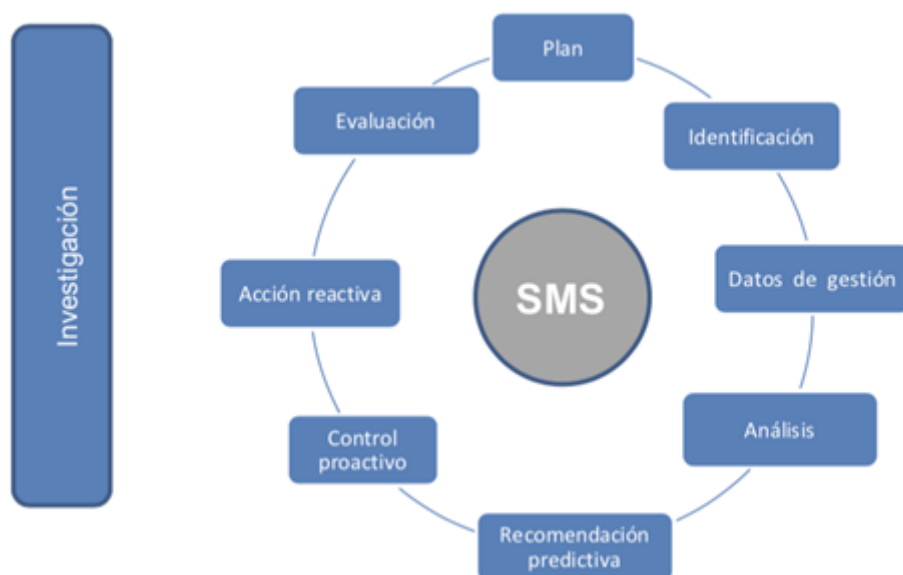 Investigación
Plan
Identificación
Datos de gestión
Análisis
Recomendación
predictiva
Control
proactivo
Acción reactiva
Evaluación
SMS